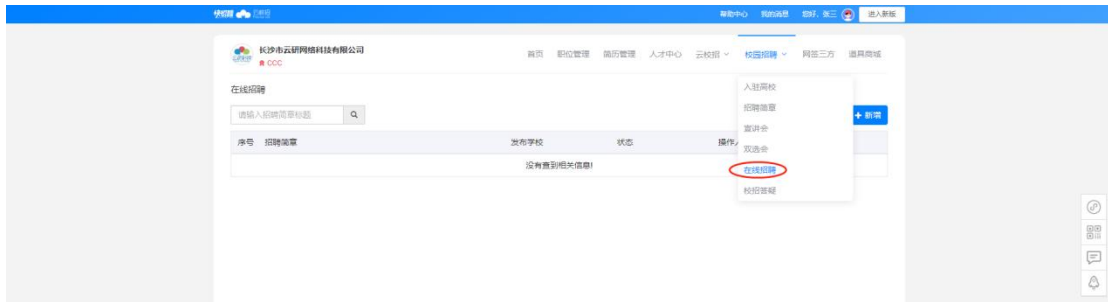 快招聘 云校招
帮助中心 我的消息 您好, 张三 进入新版
长沙市云研网络科技有限公司
CCC
首页 职位管理 简历管理 人才中心 云校招 校园招聘 网签三方 道具商城
在线招聘
请输入招聘简章标题
入驻高校
招聘简章
宣讲会
双选会
在线招聘
校招答疑
+ 新增
序号 招聘简章 发布学校 状态
没有查到相关信息!